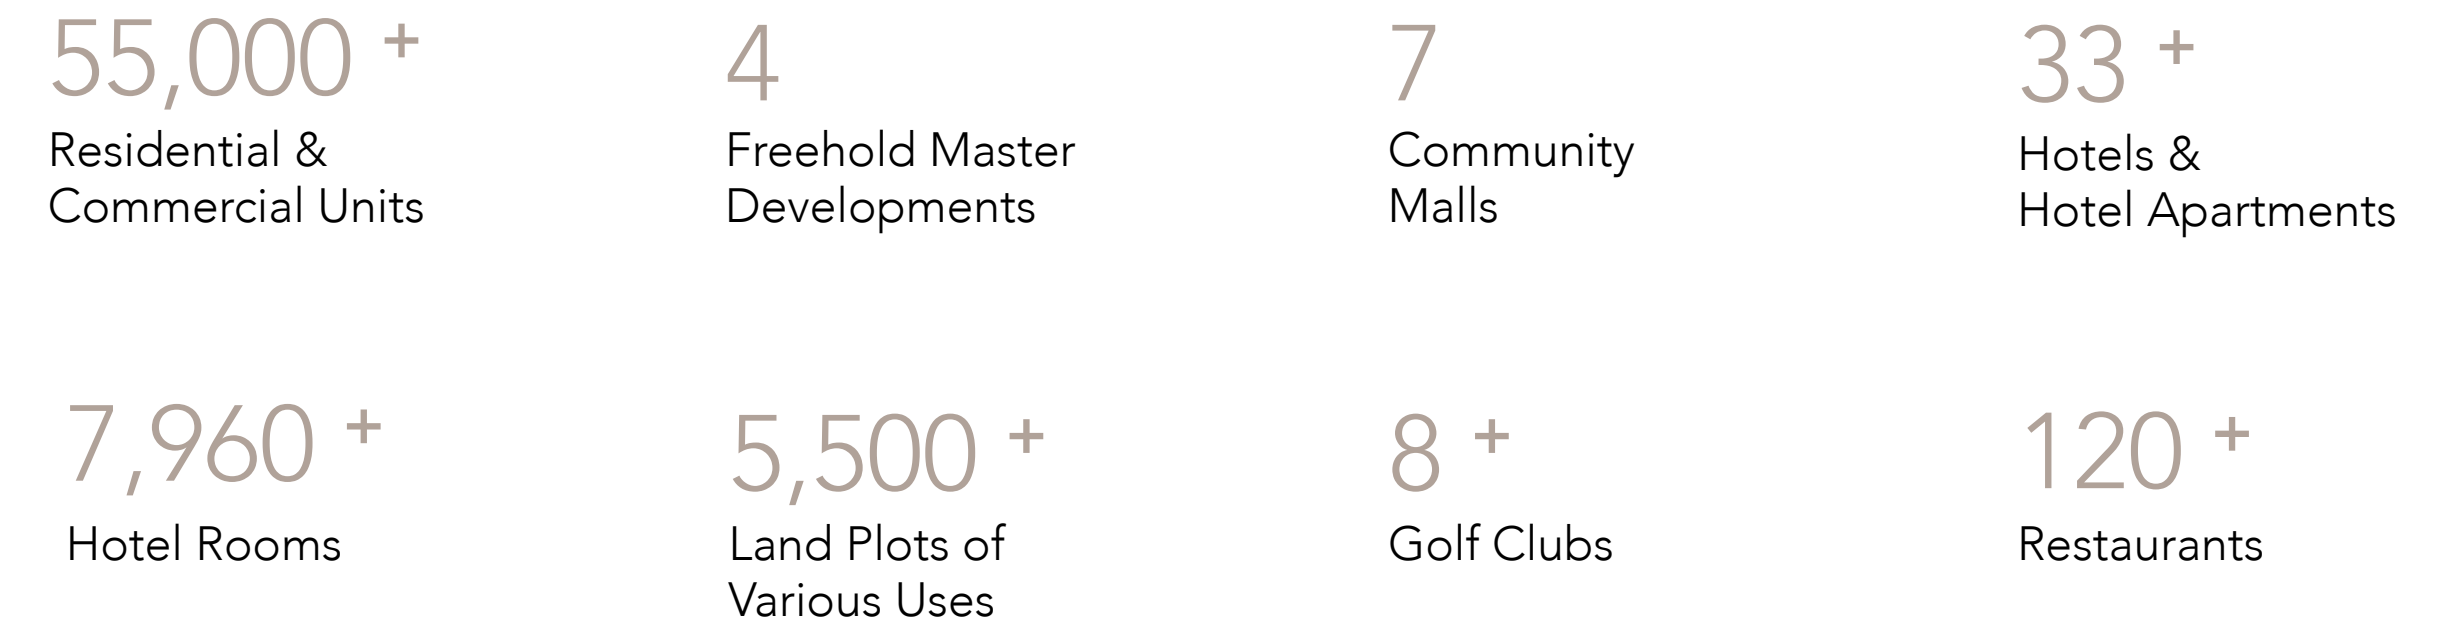 55,000 +
Residential &
Commercial Units
4
Freehold Master
Developments
7
Community
Malls
33 +
Hotels &
Hotel Apartments
7,960 +
Hotel Rooms
5,500 +
Land Plots of
Various Uses
8 +
Golf Clubs
120 +
Restaurants